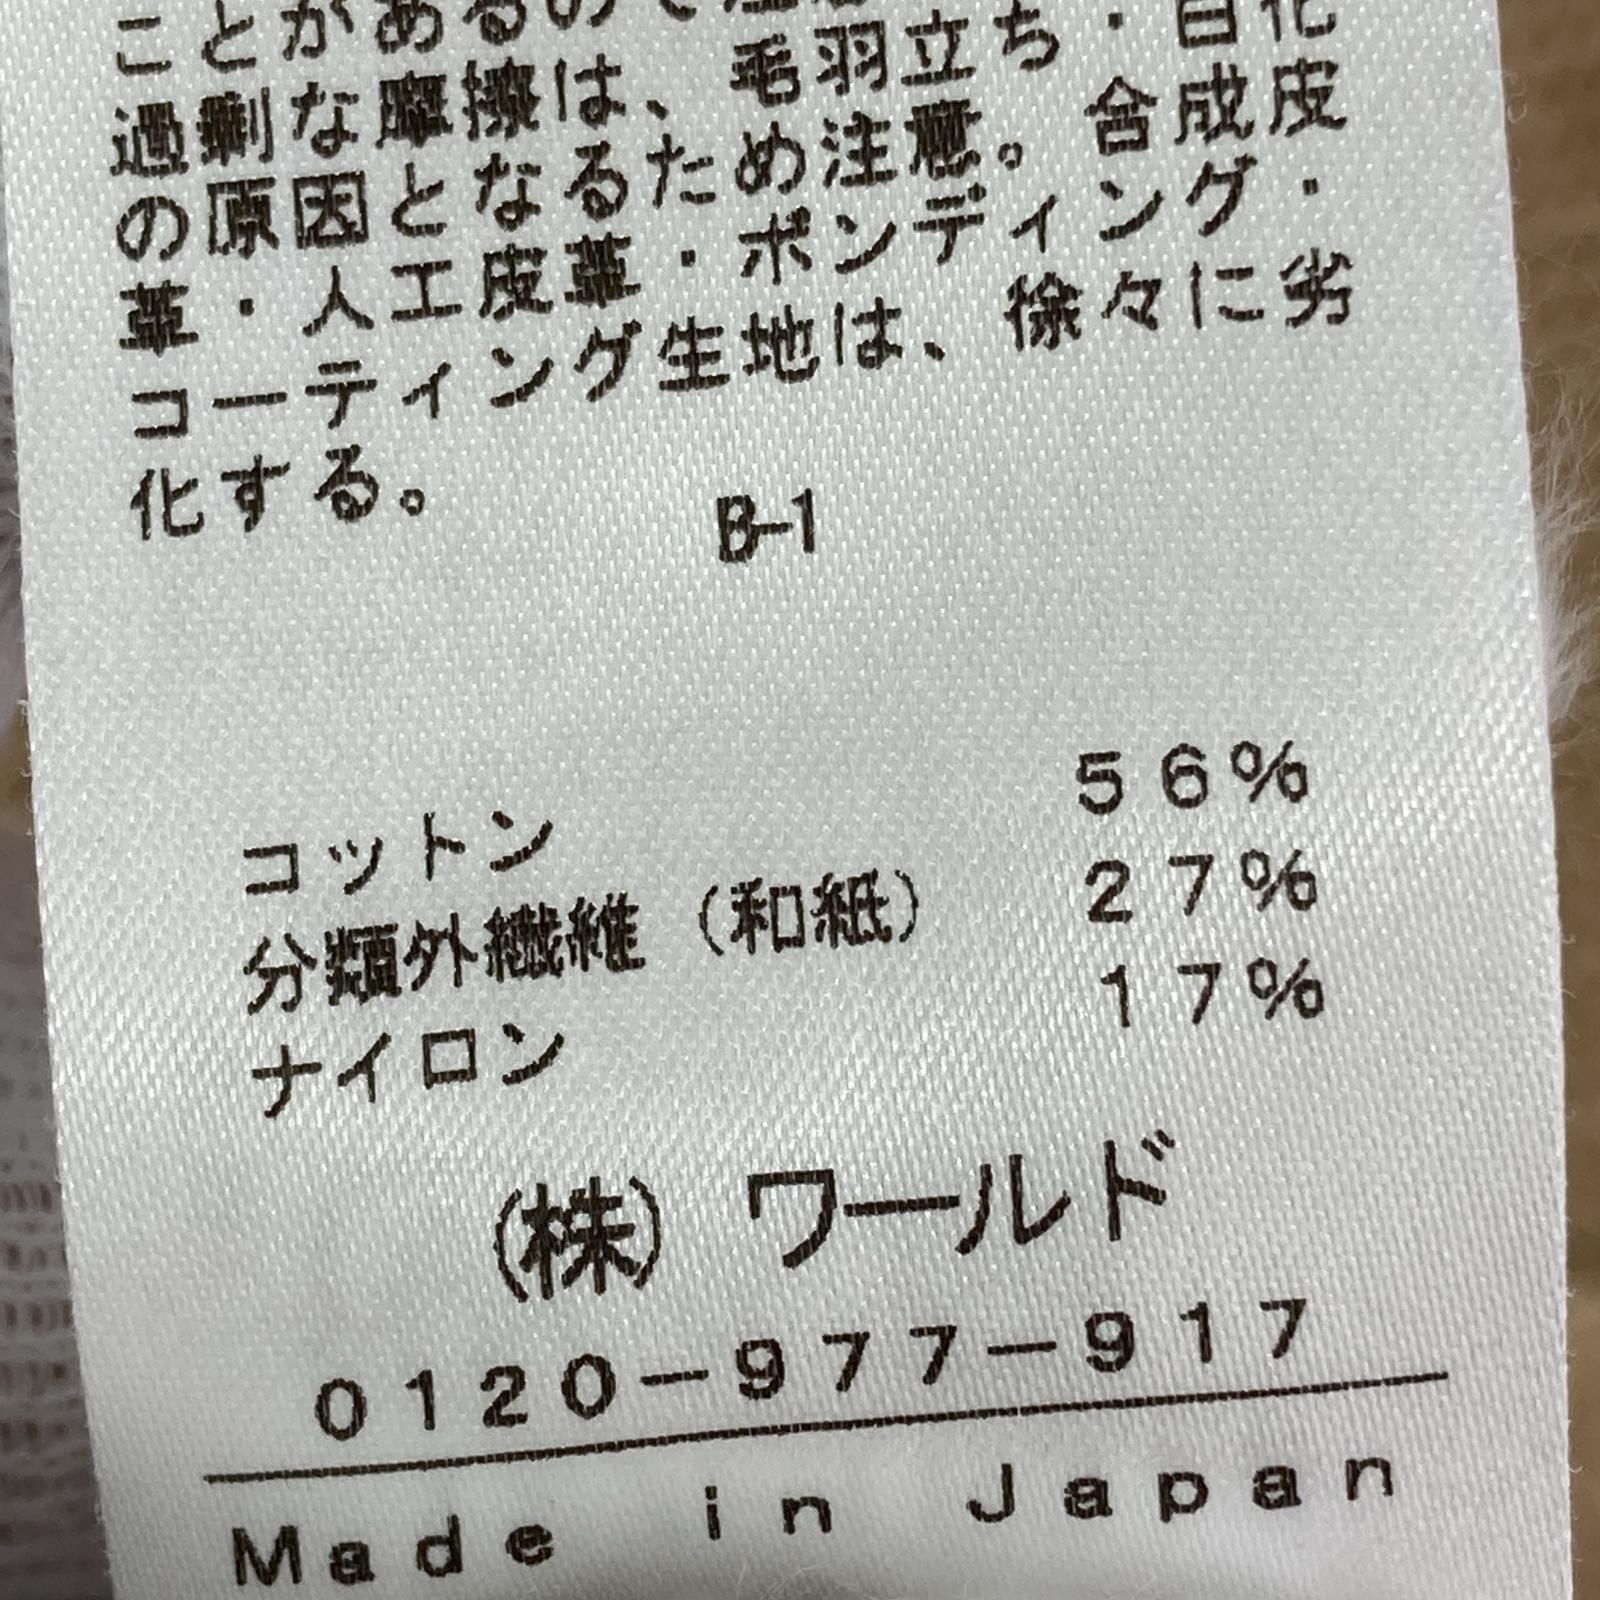 ことがあるので注
過剰な摩擦は、毛羽立ち・白化
の原因となるため注意。合成皮
革・人工皮革・ボンディング・
コーティング生地は、徐々に劣
化する。
B-1
コットン 56%
分類外繊維（和紙） 27%
ナイロン 17%
(株) ワールド
0120-977-917
Made in Japan